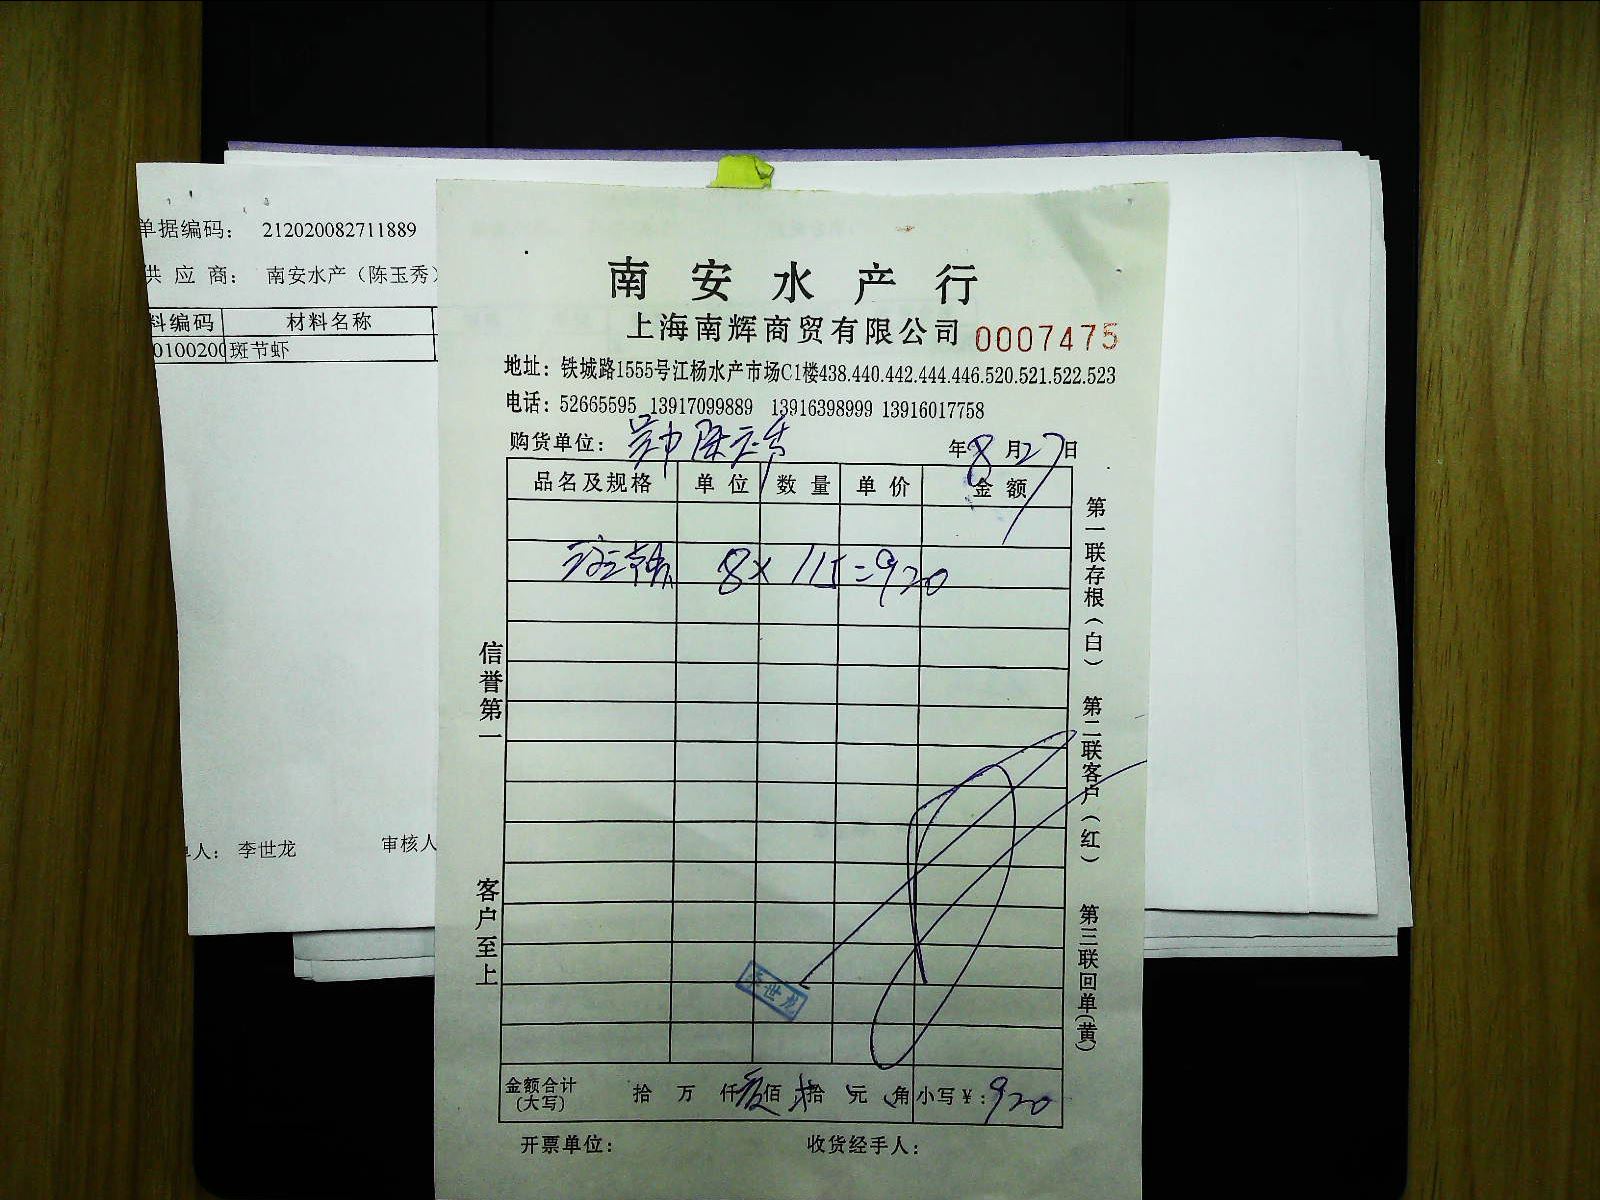 单据编码： 212020082711889
供 应 商： 南安水产（陈玉秀）
料编码 材料名称
0100200 斑节虾
单人： 李世龙 审核人
南安水产行
上海南辉商贸有限公司 0007475
地址：铁城路1555号江杨水产市场C1楼438.440.442.444.446.520.521.522.523
电话：52665595 13917099889 13916398999 13916017758
购货单位： 年8月27日
品名及规格 单位 数量 单价 金额
8 x 115 = 920
信誉第一
客户至上
第一联存根（白）
第二联客户（红）
第三联回单（黄）
李世龙
金额合计（大写） 拾 万 仟 佰 拾 元 角 小写￥：920
开票单位： 收货经手人：